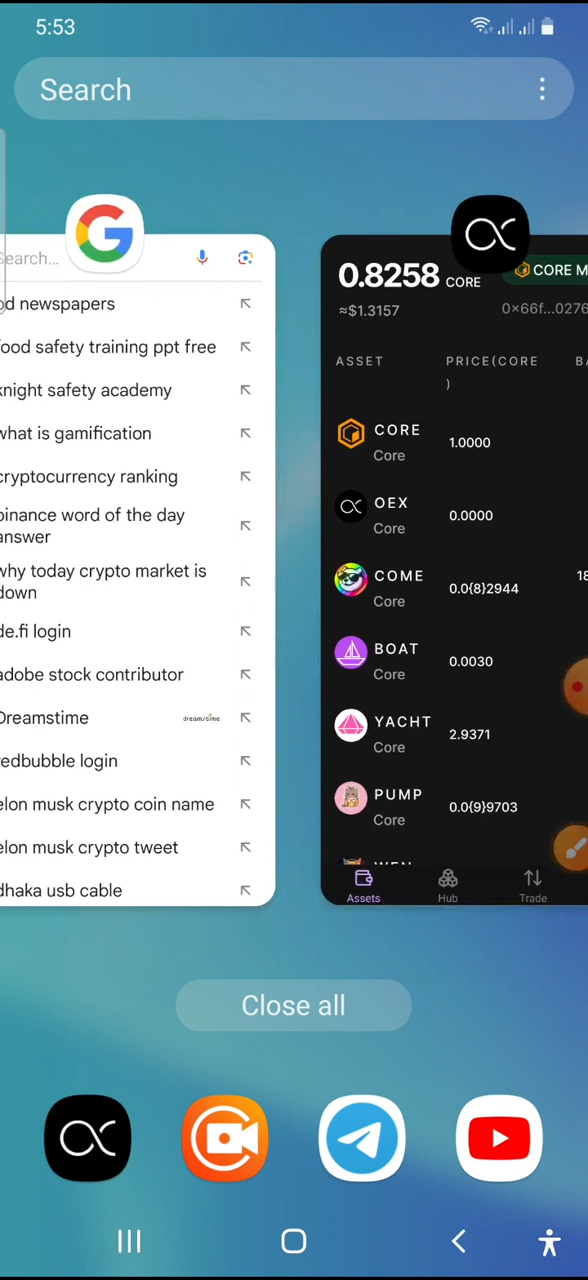 5:53
Search
Search...
od newspapers
food safety training ppt free
knight safety academy
what is gamification
cryptocurrency ranking
binance word of the day
answer
why today crypto market is
down
de.fi login
adobe stock contributor
Dreamstime
dreamstime
redbubble login
elon musk crypto coin name
elon musk crypto tweet
dhaka usb cable
0.8258 CORE
CORE M
≈$1.3157
0x66f...0276
ASSET
PRICE(CORE
)
BA
CORE
Core
1.0000
OEX
Core
0.0000
COME
Core
0.0{8}2944
18
BOAT
Core
0.0030
YACHT
Core
2.9371
PUMP
Core
0.0{9}9703
WEN
Assets
Hub
Trade
Close all